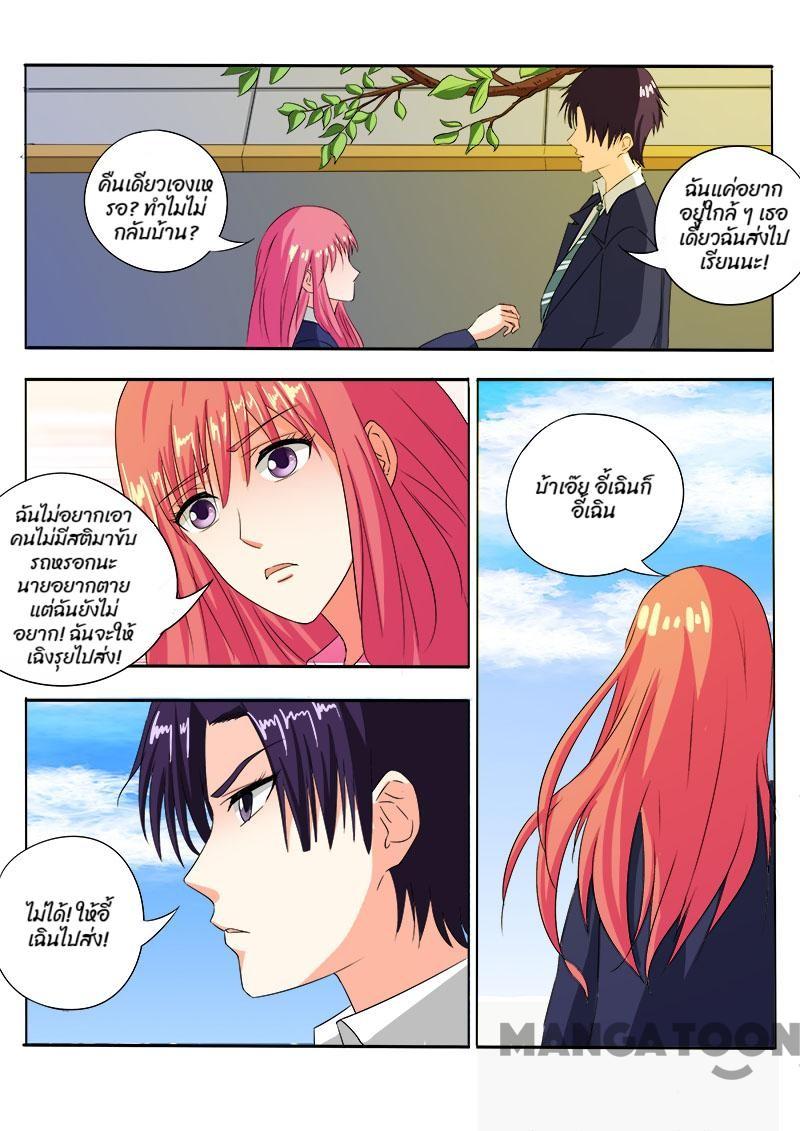 คืนเดียวเองเห
รอ? ทำไมไม่
กลับบ้าน?
ฉันแค่อยาก
อยู่ใกล้ ๆ เธอ
เดี๋ยวฉันส่งไป
เรียนนะ!
ฉันไม่อยากเอา
คนไม่มีสติมาขับ
รถหรอกนะ
นายอยากตาย
แต่ฉันยังไม่
อยาก! ฉันจะให้
เฉิงรุยไปส่ง!
ไม่ได้! ให้อี้
เฉินไปส่ง!
บ้าเอ๊ย อี้เฉินก็
อี้เฉิน
MANGATOON